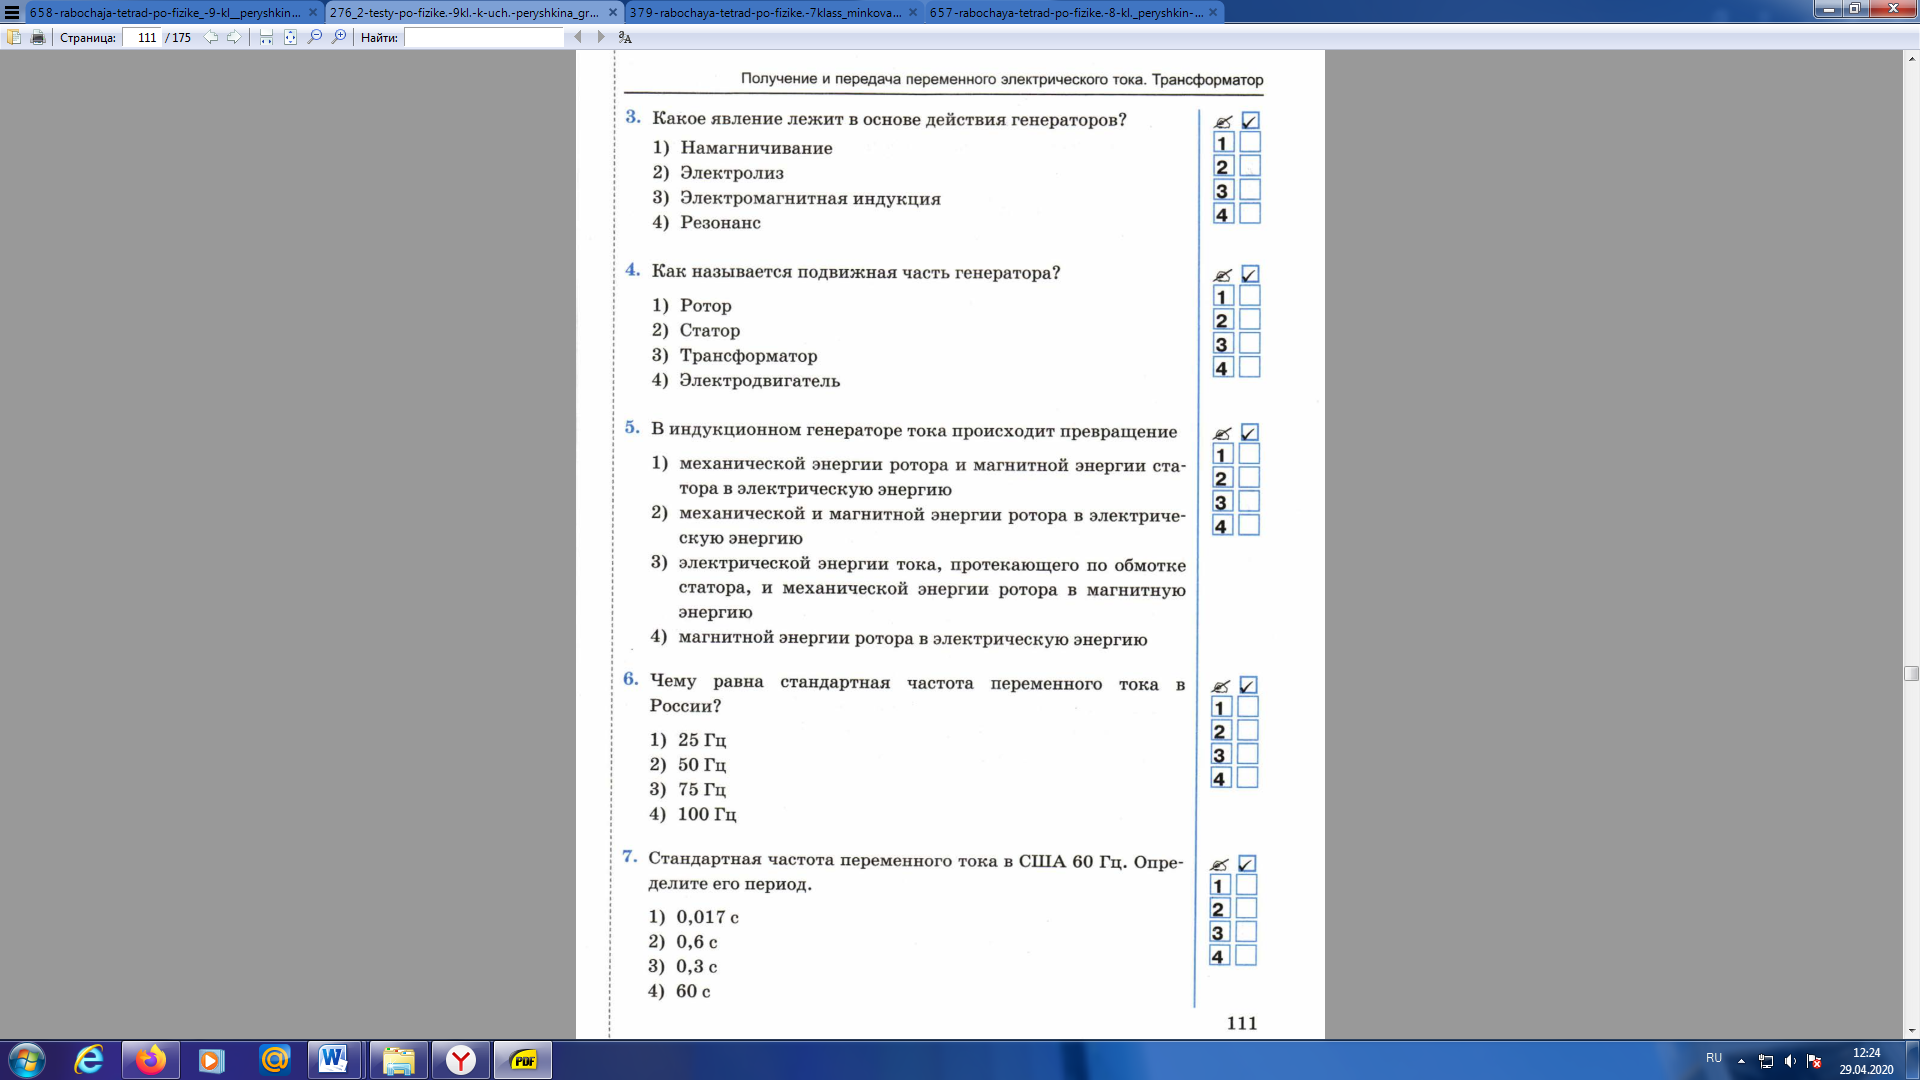 658-rabochaja-tetrad-po-fizike_-9-kl__peryshkin...
276_2-testy-po-fizike.-9kl.-k-uch.-peryshkina_gr...
379-rabochaya-tetrad-po-fizike.-7klass_minkova...
657-rabochaya-tetrad-po-fizike.-8-kl._peryshkin-...
Страница: 111 / 175
Найти:
Получение и передача переменного электрического тока. Трансформатор
3. Какое явление лежит в основе действия генераторов?
1) Намагничивание
2) Электролиз
3) Электромагнитная индукция
4) Резонанс
1
2
3
4
4. Как называется подвижная часть генератора?
1) Ротор
2) Статор
3) Трансформатор
4) Электродвигатель
1
2
3
4
5. В индукционном генераторе тока происходит превращение
1) механической энергии ротора и магнитной энергии ста-
тора в электрическую энергию
2) механической и магнитной энергии ротора в электриче-
скую энергию
3) электрической энергии тока, протекающего по обмотке
статора, и механической энергии ротора в магнитную
энергию
4) магнитной энергии ротора в электрическую энергию
1
2
3
4
6. Чему равна стандартная частота переменного тока в
России?
1) 25 Гц
2) 50 Гц
3) 75 Гц
4) 100 Гц
1
2
3
4
7. Стандартная частота переменного тока в США 60 Гц. Опре-
делите его период.
1) 0,017 с
2) 0,6 с
3) 0,3 с
4) 60 с
1
2
3
4
111
PDF
RU
12:24
29.04.2020